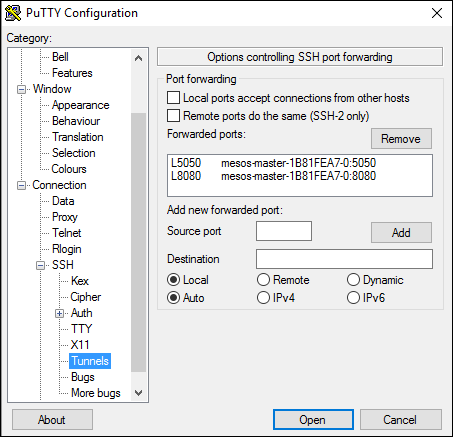 PuTTY Configuration
Category:
Bell
Features
Window
Appearance
Behaviour
Translation
Selection
Colours
Connection
Data
Proxy
Telnet
Rlogin
SSH
Kex
Cipher
Auth
TTY
X11
Tunnels
Bugs
More bugs
Options controlling SSH port forwarding
Port forwarding
Local ports accept connections from other hosts
Remote ports do the same (SSH-2 only)
Forwarded ports:
Remove
L5050 mesos-master-1B81FEA7-0:5050
L8080 mesos-master-1B81FEA7-0:8080
Add new forwarded port:
Source port
Add
Destination
Local Remote Dynamic
Auto IPv4 IPv6
About Open Cancel